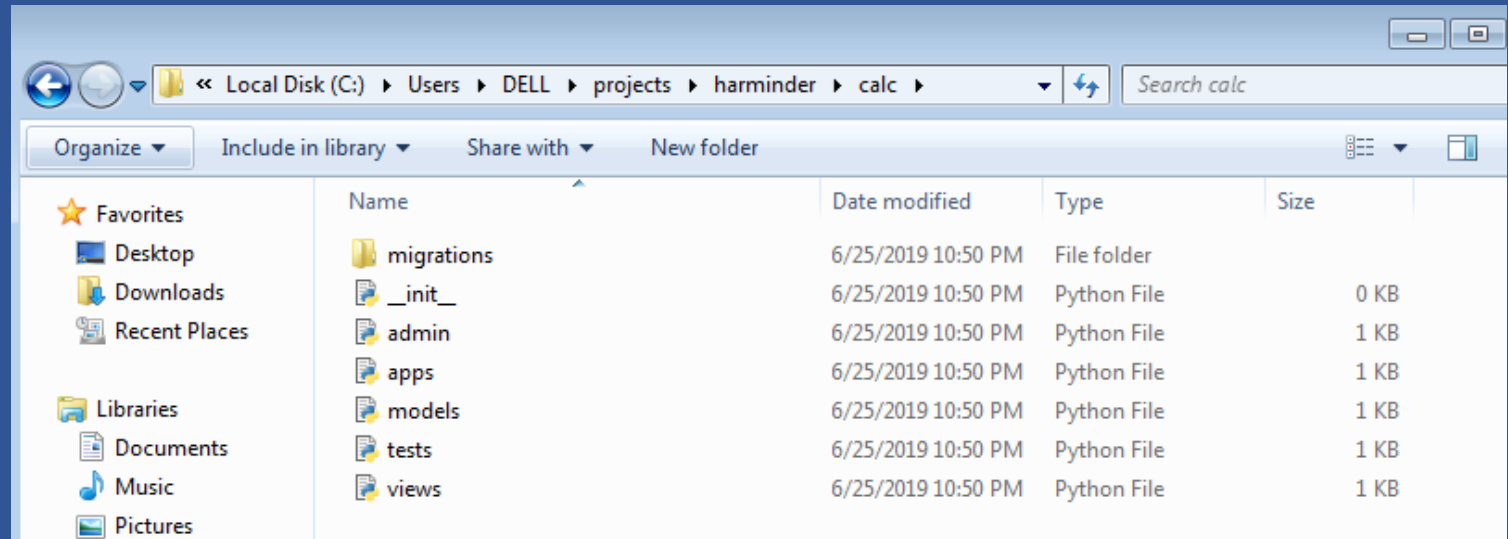 « Local Disk (C:) ▸ Users ▸ DELL ▸ projects ▸ harminder ▸ calc ▸ Search calc
Organize Include in library Share with New folder
Favorites
Desktop
Downloads
Recent Places
Libraries
Documents
Music
Pictures
Name Date modified Type Size
migrations 6/25/2019 10:50 PM File folder
__init__ 6/25/2019 10:50 PM Python File 0 KB
admin 6/25/2019 10:50 PM Python File 1 KB
apps 6/25/2019 10:50 PM Python File 1 KB
models 6/25/2019 10:50 PM Python File 1 KB
tests 6/25/2019 10:50 PM Python File 1 KB
views 6/25/2019 10:50 PM Python File 1 KB